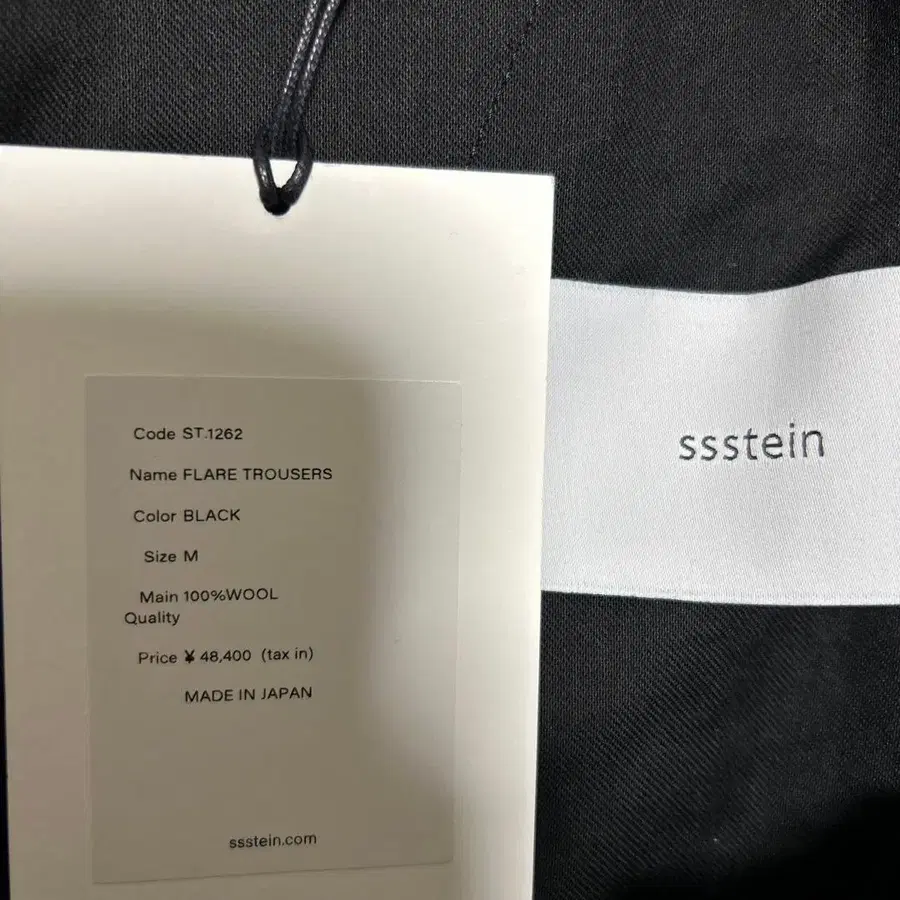 Code ST.1262
Name FLARE TROUSERS
Color BLACK
Size M
Main 100%WOOL
Quality
Price ¥ 48,400 (tax in)
MADE IN JAPAN
ssstein.com
ssstein